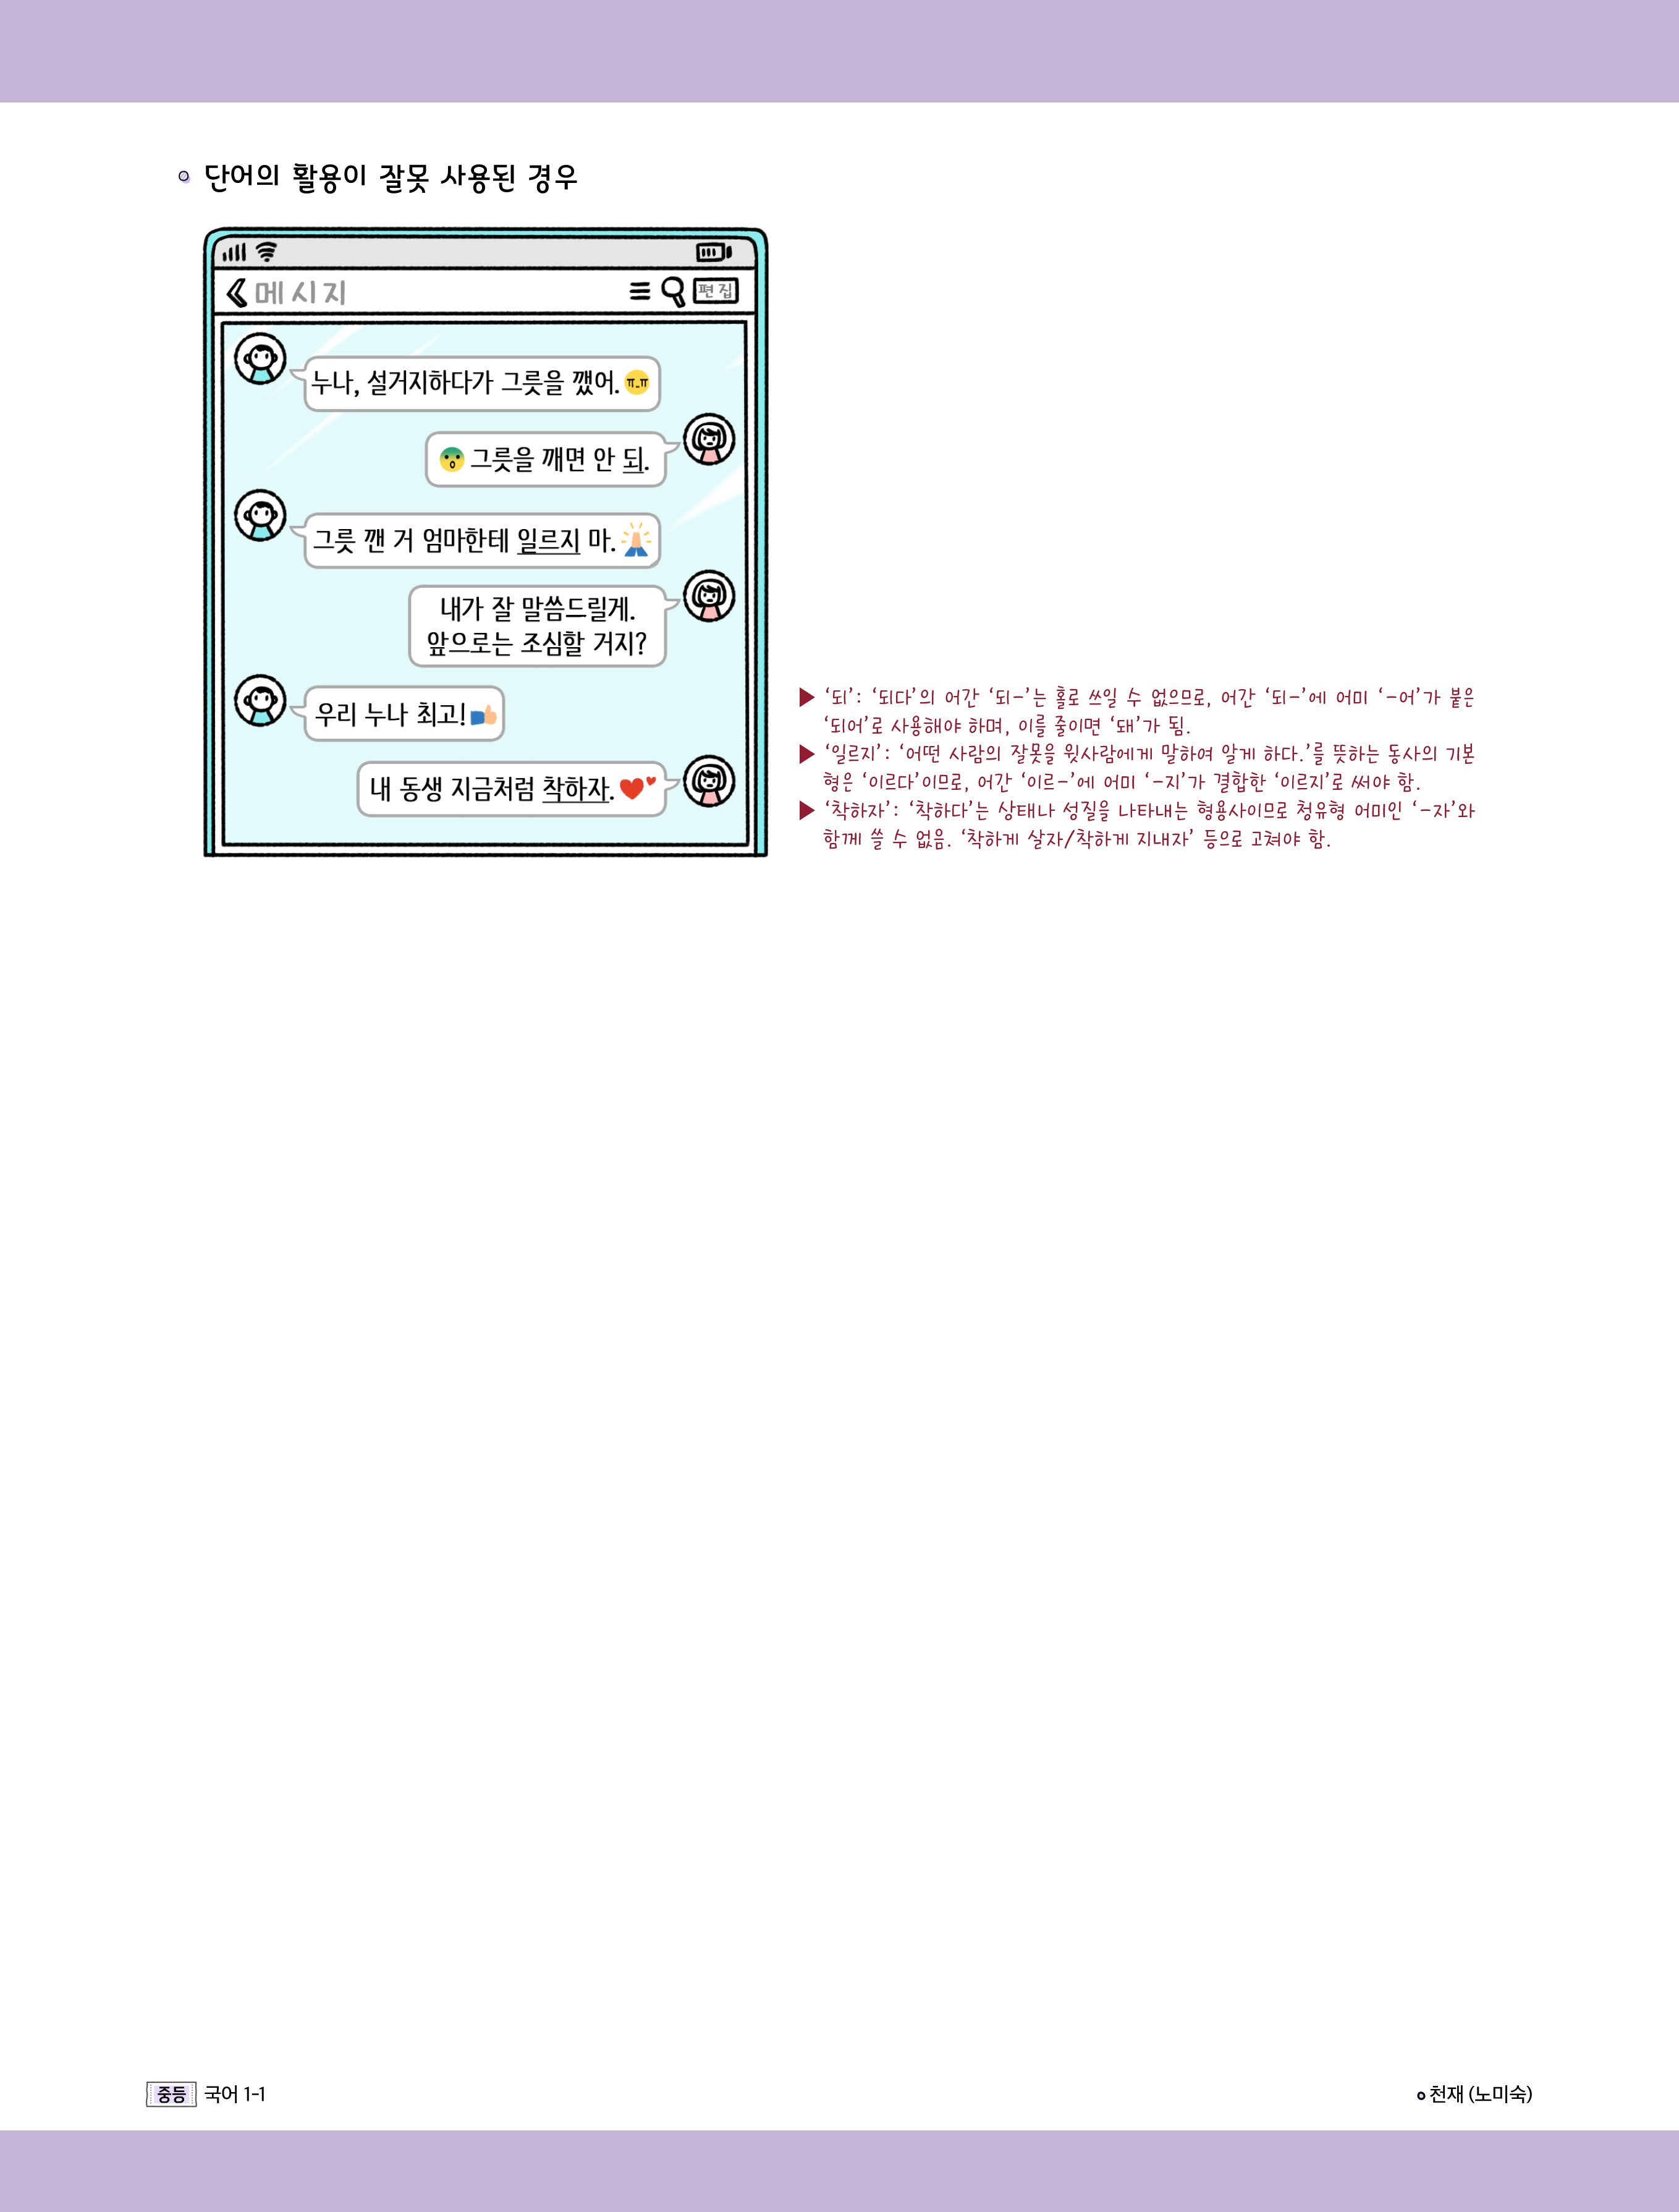 단어의 활용이 잘못 사용된 경우
메시지
편집
누나, 설거지하다가 그릇을 깼어. ㅠ_ㅠ
그릇을 깨면 안 되.
그릇 깬 거 엄마한테 일르지 마.
내가 잘 말씀드릴게.
앞으로는 조심할 거지?
우리 누나 최고!
내 동생 지금처럼 착하자.
▶ ‘되’: ‘되다’의 어간 ‘되-’는 홀로 쓰일 수 없으므로, 어간 ‘되-’에 어미 ‘-어’가 붙은
‘되어’로 사용해야 하며, 이를 줄이면 ‘돼’가 됨.
▶ ‘일르지’: ‘어떤 사람의 잘못을 윗사람에게 말하여 알게 하다.’를 뜻하는 동사의 기본
형은 ‘이르다’이므로, 어간 ‘이르-’에 어미 ‘-지’가 결합한 ‘이르지’로 써야 함.
▶ ‘착하자’: ‘착하다’는 상태나 성질을 나타내는 형용사이므로 청유형 어미인 ‘-자’와
함께 쓸 수 없음. ‘착하게 살자/착하게 지내자’ 등으로 고쳐야 함.
중등 국어 1-1
천재 (노미숙)